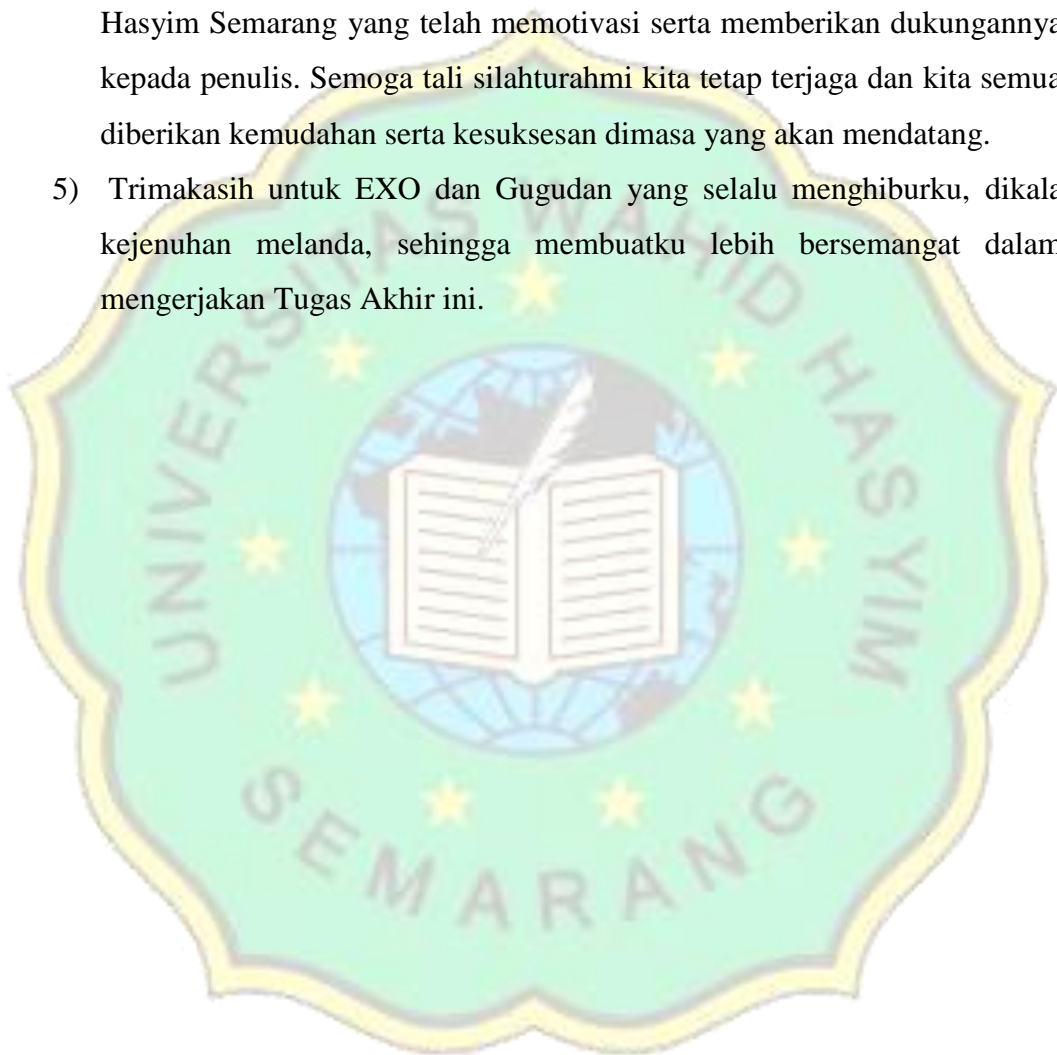 Hasyim Semarang yang telah memotivasi serta memberikan dukungannya
kepada penulis. Semoga tali silahturahmi kita tetap terjaga dan kita semua
diberikan kemudahan serta kesuksesan dimasa yang akan mendatang.
5) Trimakasih untuk EXO dan Gugudan yang selalu menghiburku, dikala
kejenuhan melanda, sehingga membuatku lebih bersemangat dalam
mengerjakan Tugas Akhir ini.
UNIVERSITAS WAHID HASYIM
SEMARANG